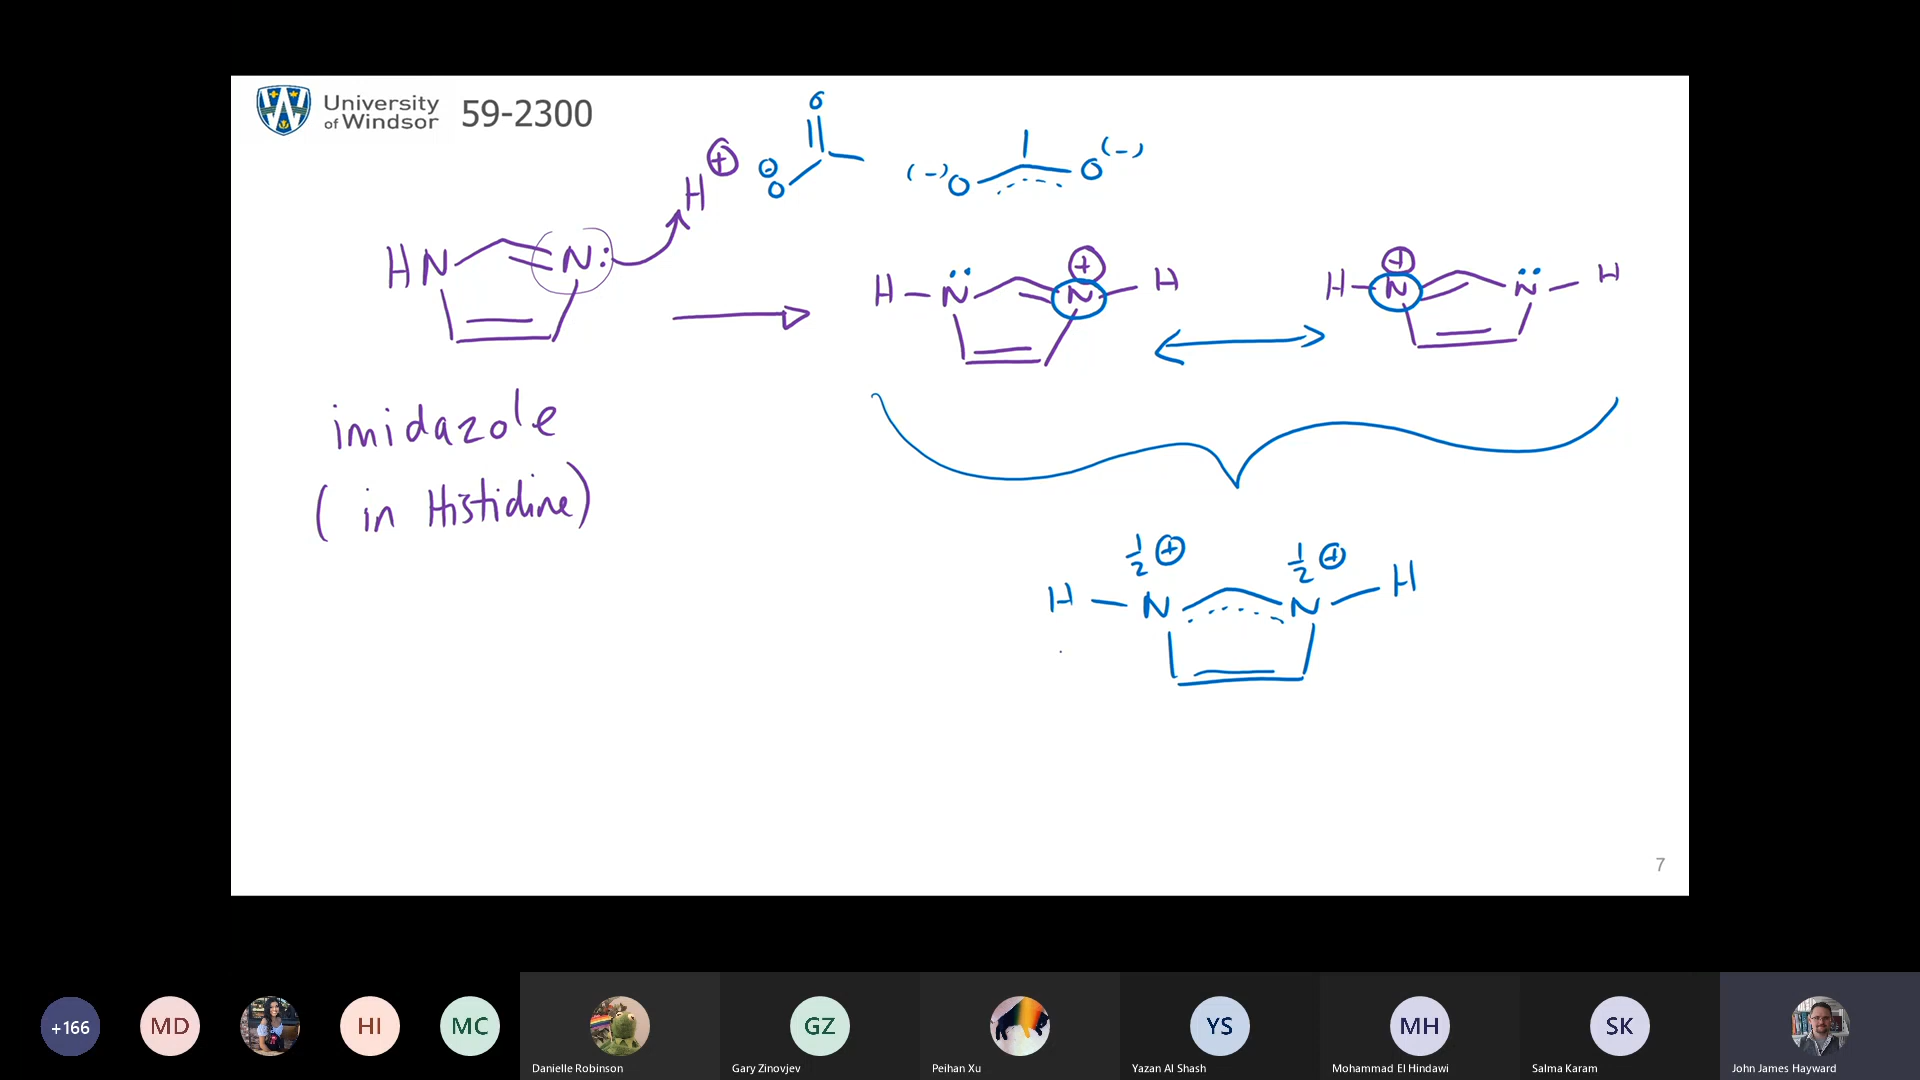 University
of Windsor
59-2300
O
H +
- O
(-) O
O (-)
HN
N:
H — N
N +
H
H — N +
N — H
imidazole
(in Histidine)
1/2 +
1/2 +
H — N
N — H
7
+166
MD
HI
MC
GZ
YS
MH
SK
Danielle Robinson
Gary Zinovjev
Peihan Xu
Yazan Al Shash
Mohammad El Hindawi
Salma Karam
John James Hayward